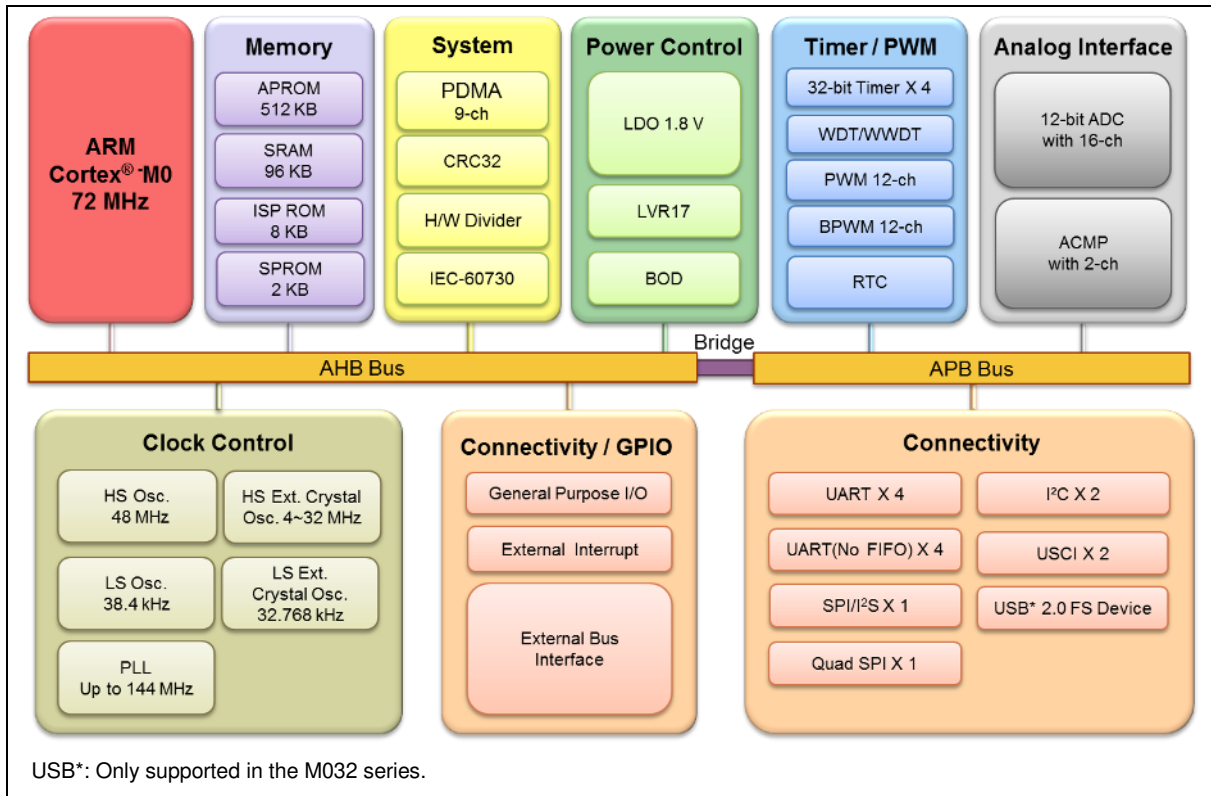 ARM
Cortex®-M0
72 MHz
Memory
APROM
512 KB
SRAM
96 KB
ISP ROM
8 KB
SPROM
2 KB
System
PDMA
9-ch
CRC32
H/W Divider
IEC-60730
Power Control
LDO 1.8 V
LVR17
BOD
Timer / PWM
32-bit Timer X 4
WDT/WWDT
PWM 12-ch
BPWM 12-ch
RTC
Analog Interface
12-bit ADC
with 16-ch
ACMP
with 2-ch
AHB Bus
Bridge
APB Bus
Clock Control
HS Osc.
48 MHz
HS Ext. Crystal
Osc. 4~32 MHz
LS Osc.
38.4 kHz
LS Ext.
Crystal Osc.
32.768 kHz
PLL
Up to 144 MHz
Connectivity / GPIO
General Purpose I/O
External Interrupt
External Bus
Interface
Connectivity
UART X 4
I²C X 2
UART(No FIFO) X 4
USCI X 2
SPI/I²S X 1
USB* 2.0 FS Device
Quad SPI X 1
USB*: Only supported in the M032 series.